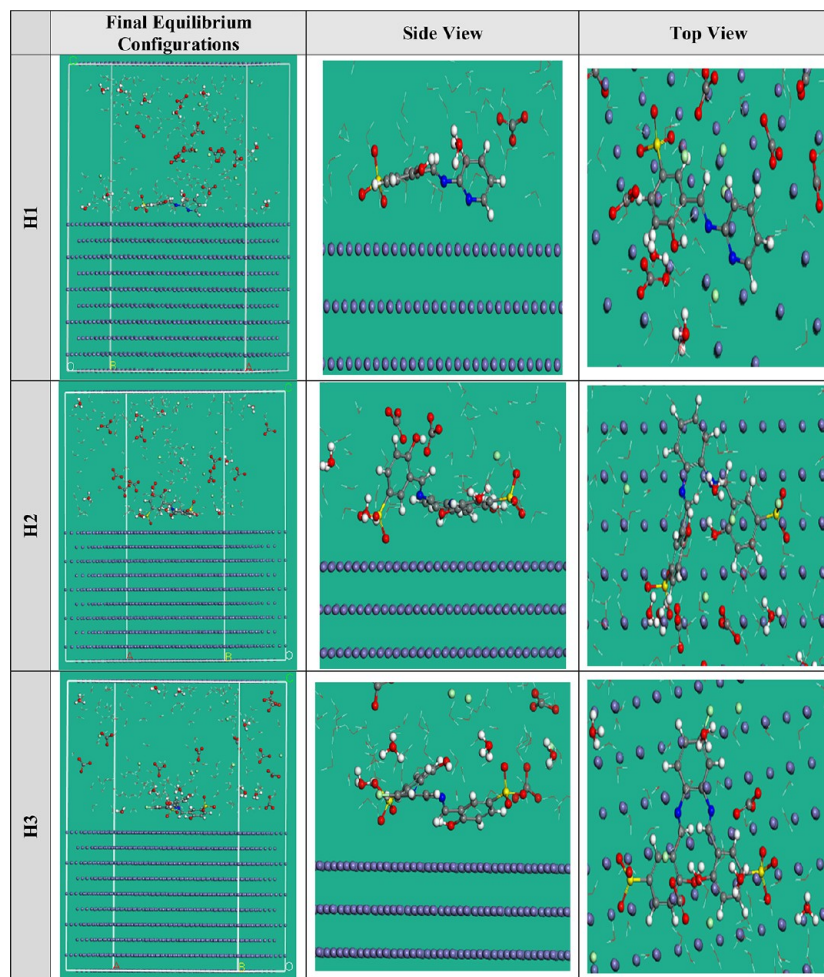 Final Equilibrium
Configurations
Side View
Top View
H1
O
B
A
H2
A
B
O
H3
A
B
O